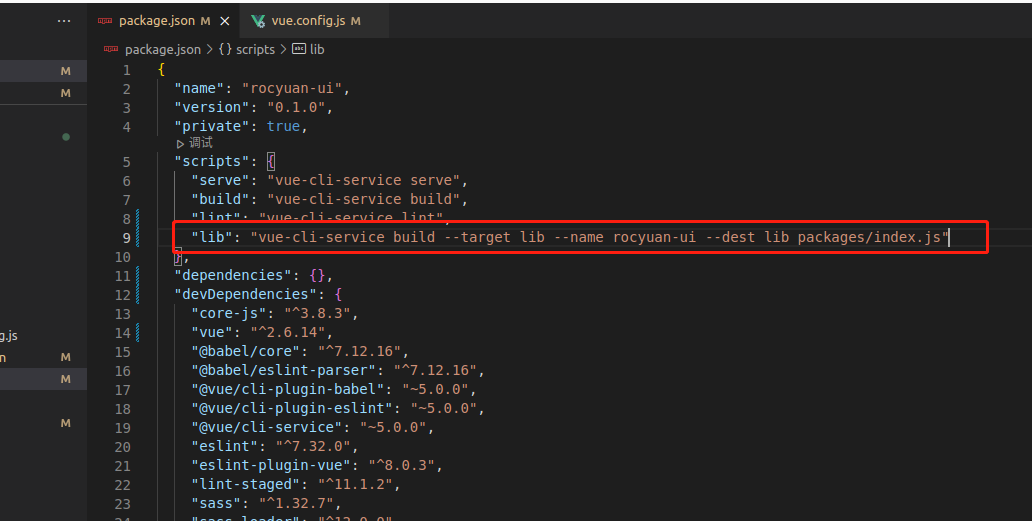 ··· package.json M × vue.config.js M
package.json > {} scripts > abc lib
M
M
g.js
n M
M
M
1 {
2 "name": "rocyuan-ui",
3 "version": "0.1.0",
4 "private": true,
▷ 调试
5 "scripts": {
6 "serve": "vue-cli-service serve",
7 "build": "vue-cli-service build",
8 "lint": "vue-cli-service lint",
9 "lib": "vue-cli-service build --target lib --name rocyuan-ui --dest lib packages/index.js"
10 },
11 "dependencies": {},
12 "devDependencies": {
13 "core-js": "^3.8.3",
14 "vue": "^2.6.14",
15 "@babel/core": "^7.12.16",
16 "@babel/eslint-parser": "^7.12.16",
17 "@vue/cli-plugin-babel": "~5.0.0",
18 "@vue/cli-plugin-eslint": "~5.0.0",
19 "@vue/cli-service": "~5.0.0",
20 "eslint": "^7.32.0",
21 "eslint-plugin-vue": "^8.0.3",
22 "lint-staged": "^11.1.2",
23 "sass": "^1.32.7",
24 "sass-loader": "^12.0.0"